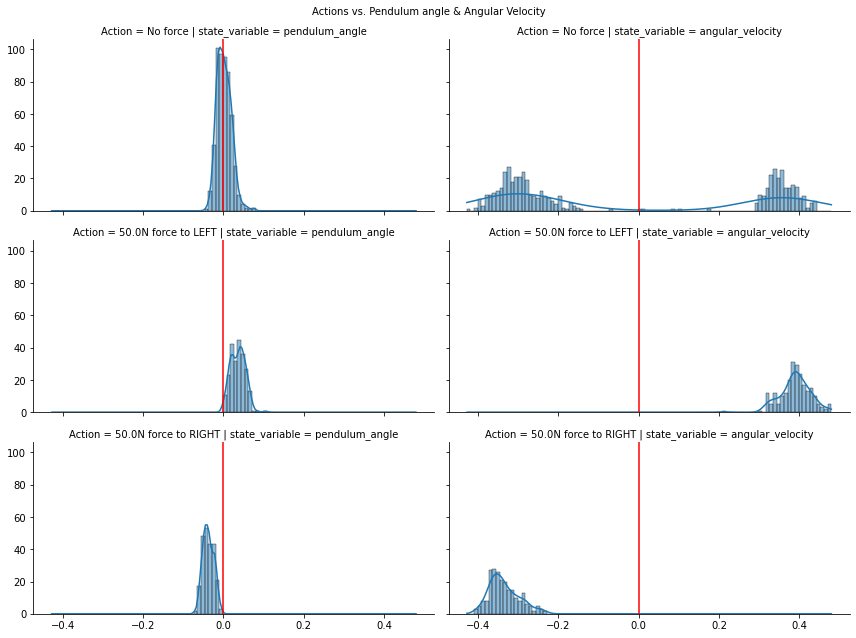 Actions vs. Pendulum angle & Angular Velocity
Action = No force | state_variable = pendulum_angle
Action = No force | state_variable = angular_velocity
100
80
60
40
20
0
−0.4 −0.2 0.0 0.2 0.4
−0.4 −0.2 0.0 0.2 0.4
Action = 50.0N force to LEFT | state_variable = pendulum_angle
Action = 50.0N force to LEFT | state_variable = angular_velocity
100
80
60
40
20
0
Action = 50.0N force to RIGHT | state_variable = pendulum_angle
Action = 50.0N force to RIGHT | state_variable = angular_velocity
100
80
60
40
20
0